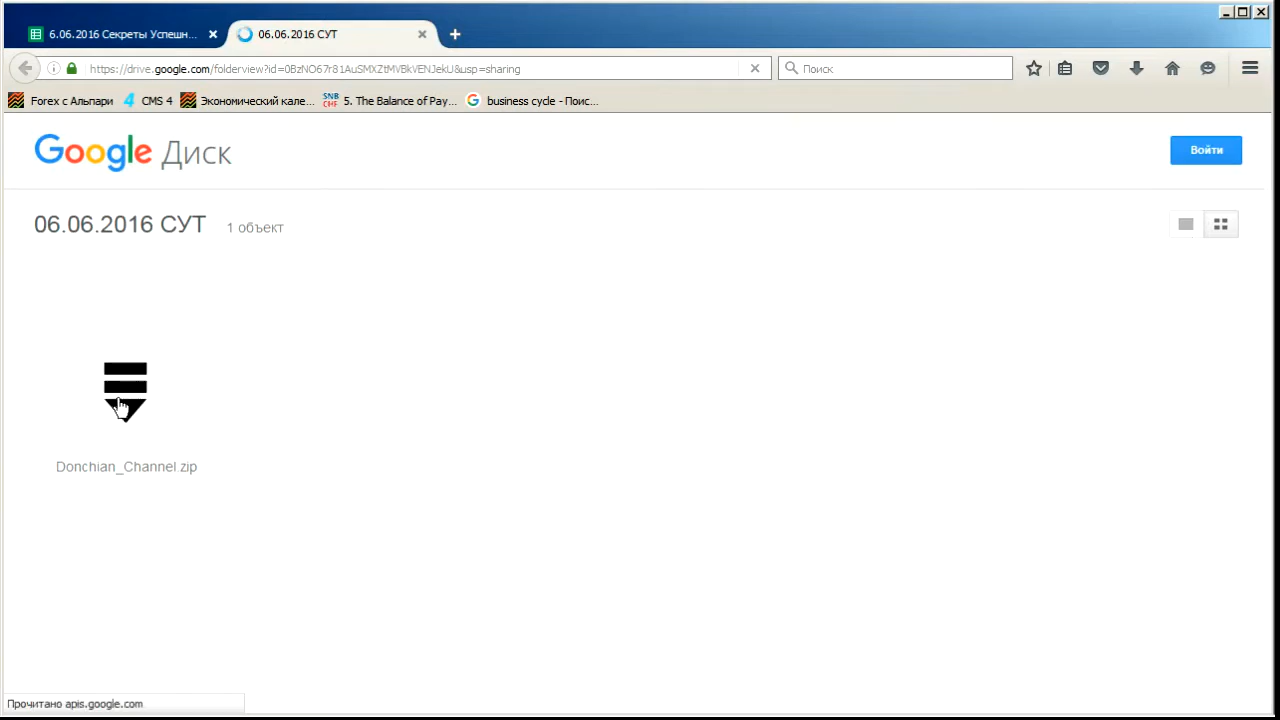 6.06.2016 Секреты Успешн...
06.06.2016 СУТ
https://drive.google.com/folderview?id=0BzNO67r81AuSMXZtMVBkVENJekU&usp=sharing
Поиск
Forex с Альпари
CMS 4
Экономический кале...
SNB CHF
5. The Balance of Pay...
business cycle - Поис...
Google Диск
Войти
06.06.2016 СУТ 1 объект
Donchian_Channel.zip
Прочитано apis.google.com